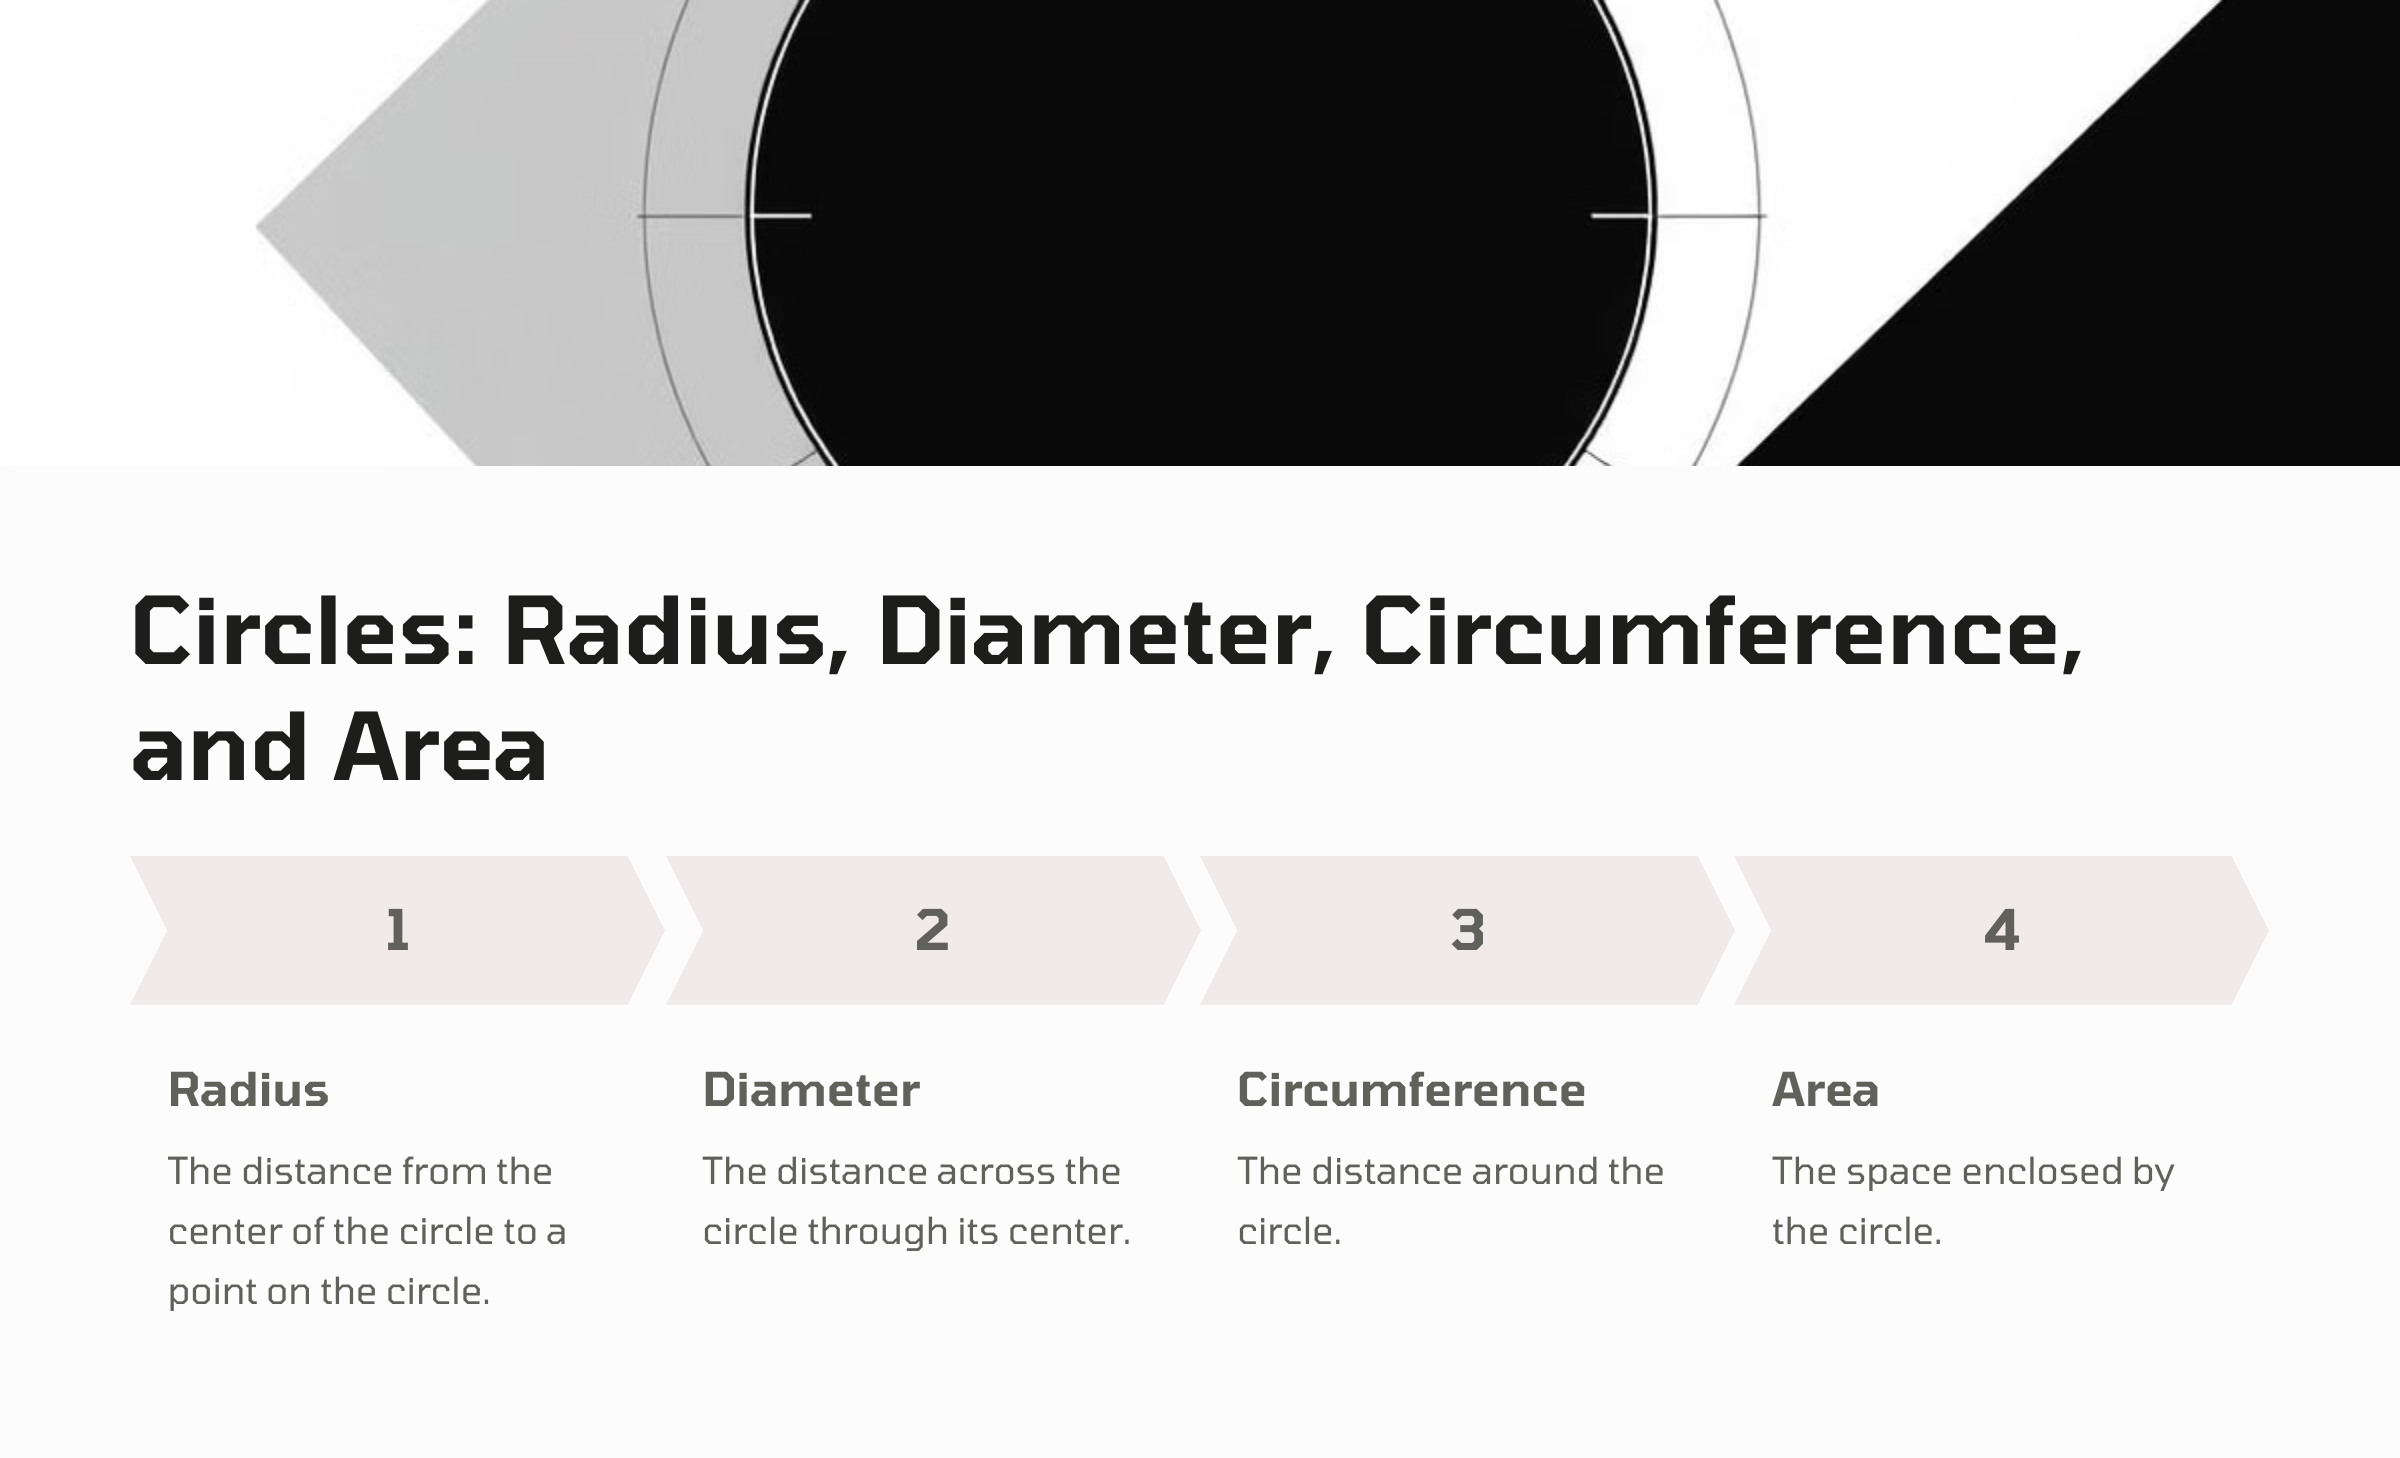 Circles: Radius, Diameter, Circumference,
and Area
1
2
3
4
Radius
The distance from the
center of the circle to a
point on the circle.
Diameter
The distance across the
circle through its center.
Circumference
The distance around the
circle.
Area
The space enclosed by
the circle.